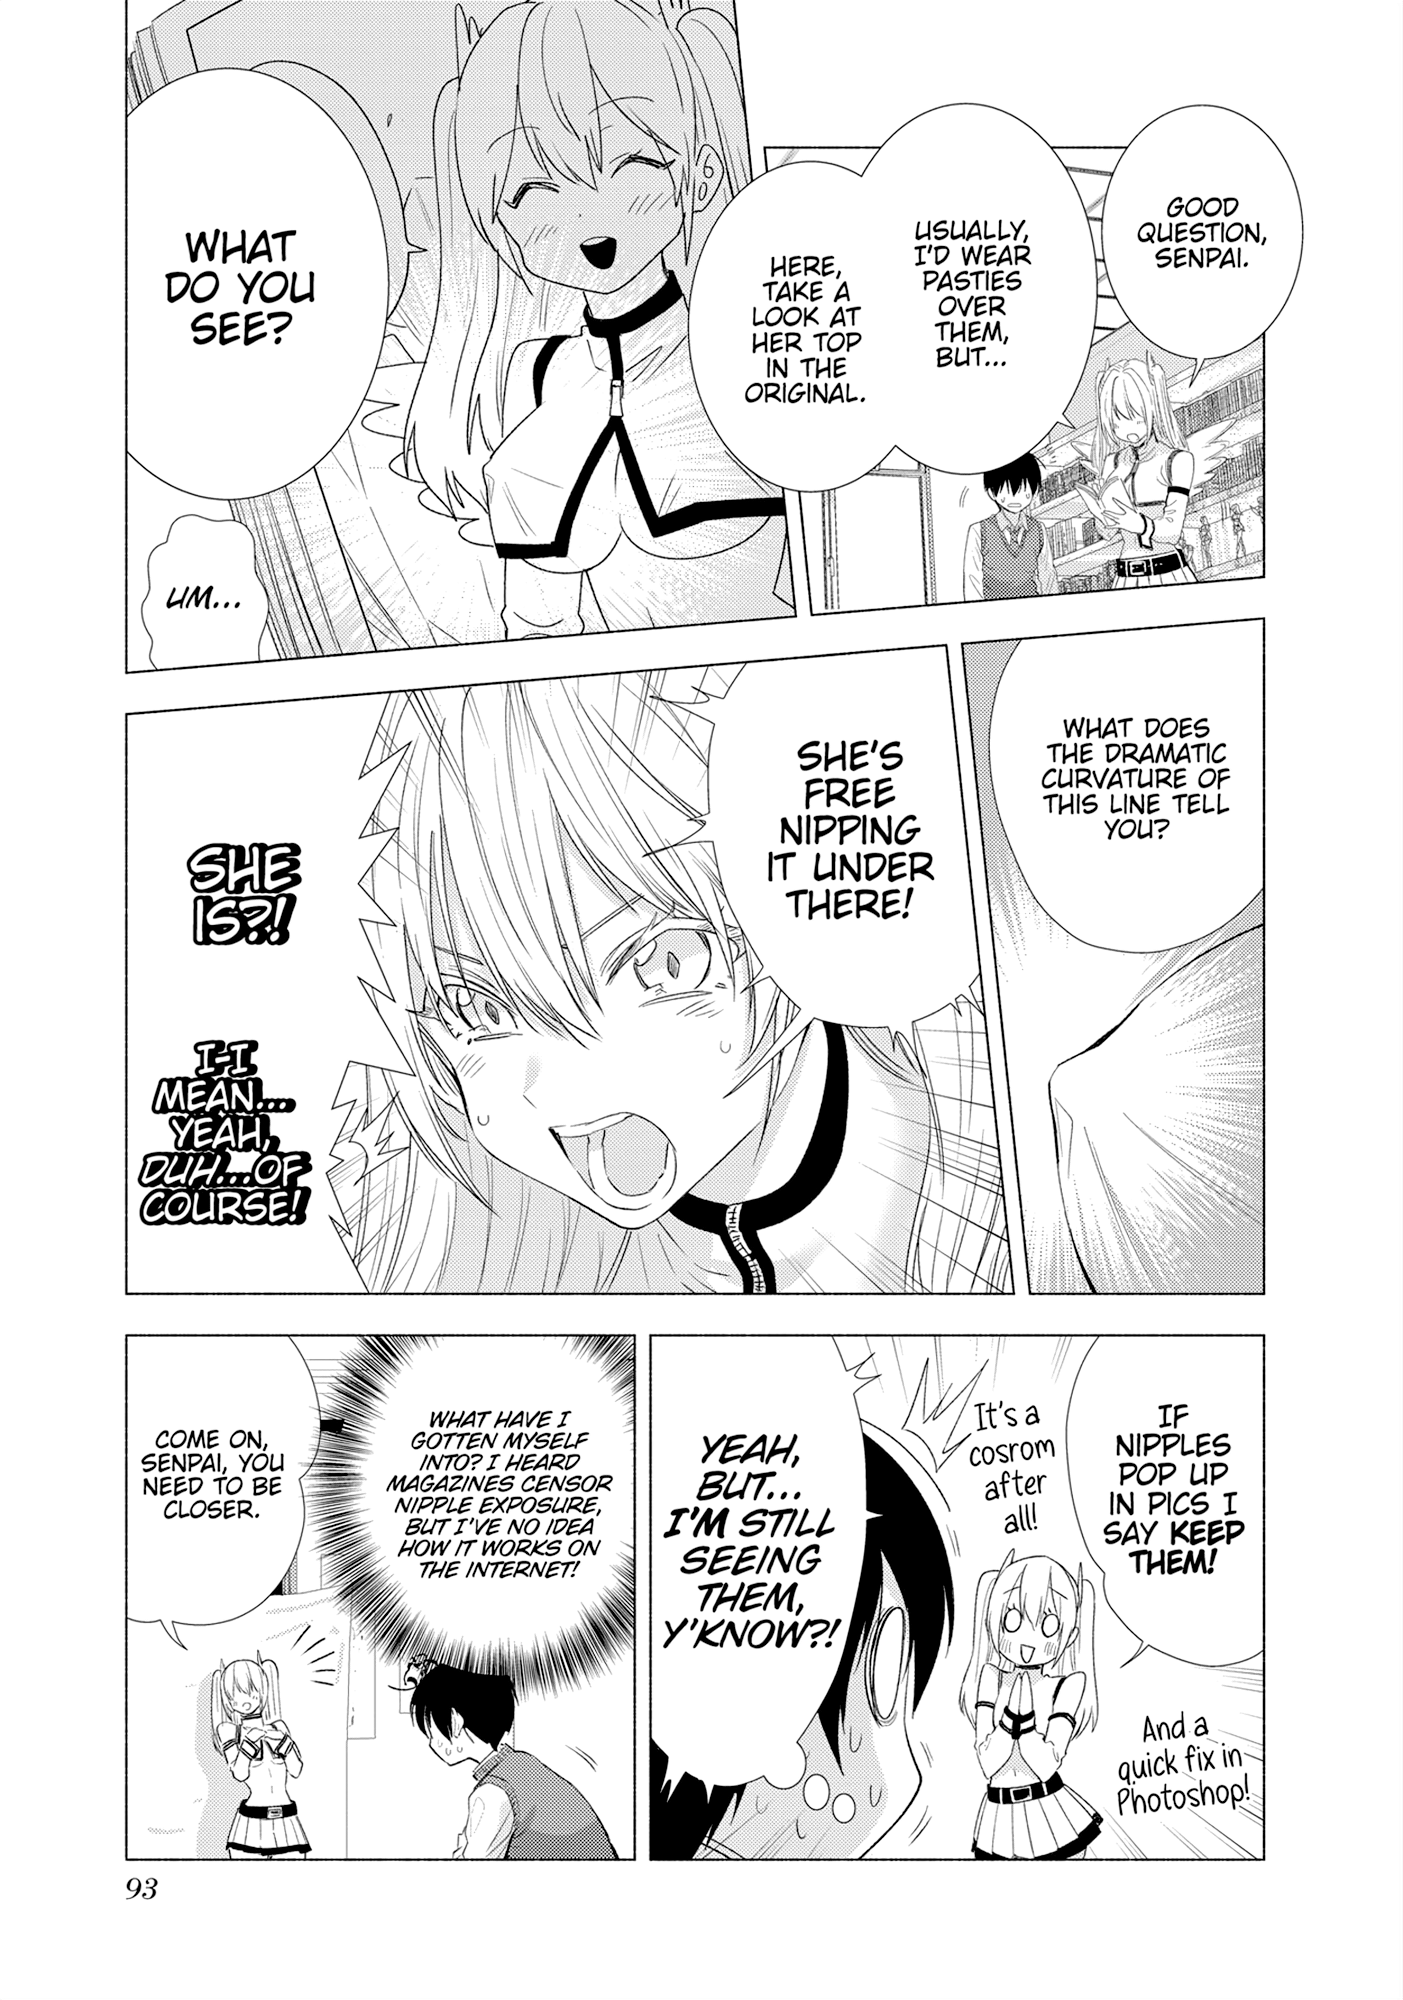 GOOD
QUESTION,
SENPAI.
USUALLY,
I'D WEAR
PASTIES
OVER
THEM,
BUT...
HERE,
TAKE A
LOOK AT
HER TOP
IN THE
ORIGINAL.
WHAT
DO YOU
SEE?
UM...
WHAT DOES
THE DRAMATIC
CURVATURE OF
THIS LINE TELL
YOU?
SHE'S
FREE
NIPPING
IT UNDER
THERE!
SHE
IS?!
I-I
MEAN...
YEAH,
DUH...OF
COURSE!
IF
NIPPLES
POP UP
IN PICS I
SAY KEEP
THEM!
It's a
cosrom
after
all!
And a
quick fix in
Photoshop!
YEAH,
BUT...
I'M STILL
SEEING
THEM,
Y'KNOW?!
WHAT HAVE I
GOTTEN MYSELF
INTO? I HEARD
MAGAZINES CENSOR
NIPPLE EXPOSURE,
BUT I'VE NO IDEA
HOW IT WORKS ON
THE INTERNET!
COME ON,
SENPAI, YOU
NEED TO BE
CLOSER.
93